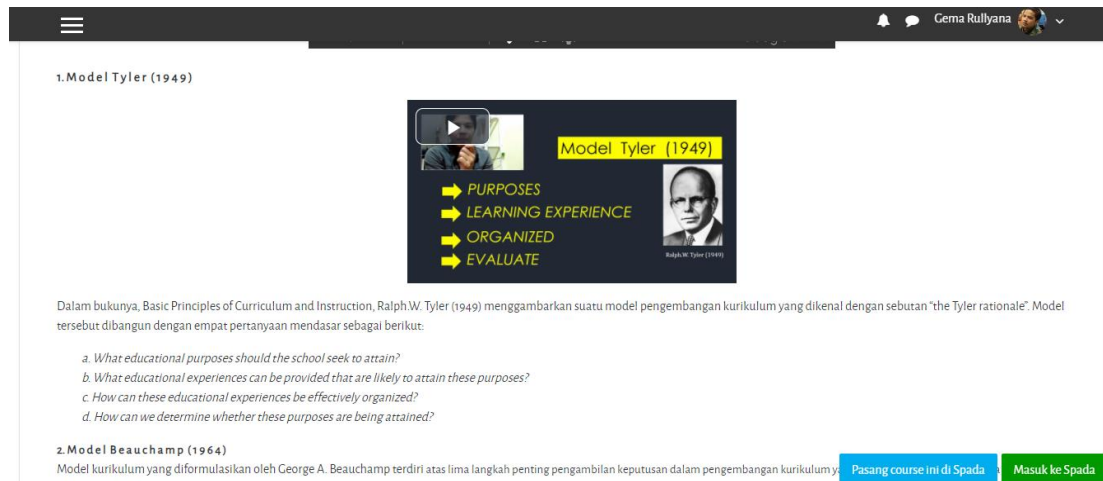 Gema Rullyana
1. Model Tyler (1949)
Model Tyler (1949)
PURPOSES
LEARNING EXPERIENCE
ORGANIZED
EVALUATE
Ralph.W. Tyler (1949)
Dalam bukunya, Basic Principles of Curriculum and Instruction, Ralph.W. Tyler (1949) menggambarkan suatu model pengembangan kurikulum yang dikenal dengan sebutan “the Tyler rationale”. Model
tersebut dibangun dengan empat pertanyaan mendasar sebagai berikut:
a. What educational purposes should the school seek to attain?
b. What educational experiences can be provided that are likely to attain these purposes?
c. How can these educational experiences be effectively organized?
d. How can we determine whether these purposes are being attained?
2. Model Beauchamp (1964)
Model kurikulum yang diformulasikan oleh George A. Beauchamp terdiri atas lima langkah penting pengambilan keputusan dalam pengembangan kurikulum
Pasang course ini di Spada
Masuk ke Spada